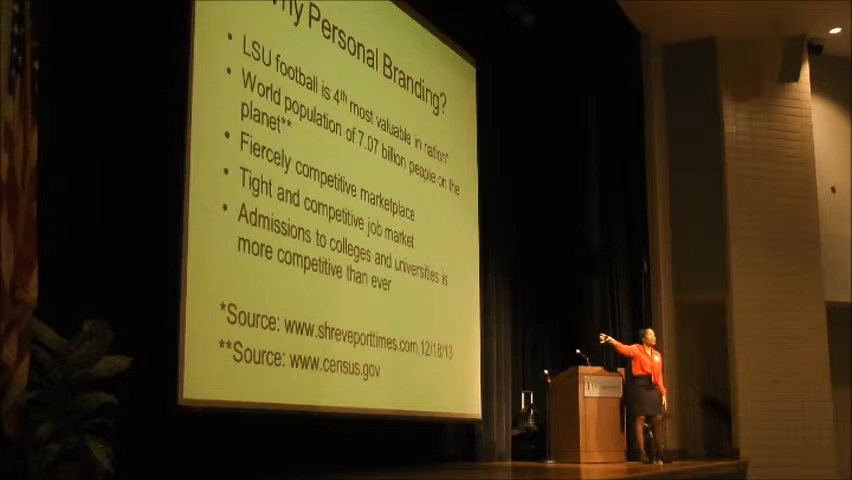 Why Personal Branding?
• LSU football is 4th most valuable in nation*
• World population of 7.07 billion people on the
planet**
• Fiercely competitive marketplace
• Tight and competitive job market
• Admissions to colleges and universities is
more competitive than ever
*Source: www.shreveporttimes.com,12/18/13
**Source: www.census.gov